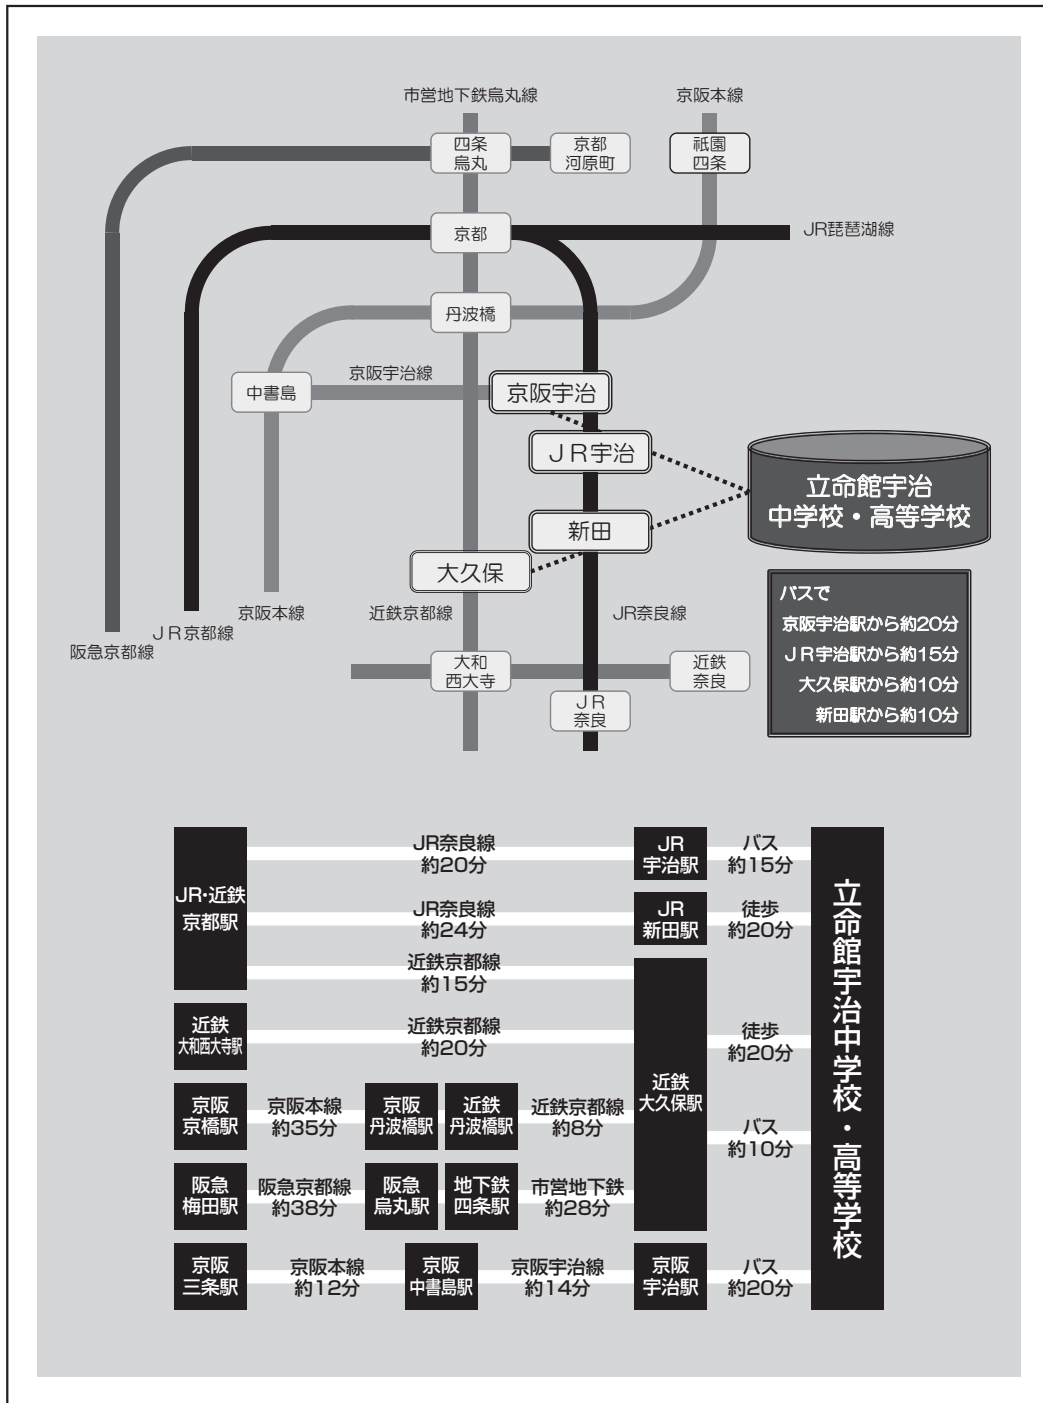 市営地下鉄烏丸線
京阪本線
四条
烏丸
京都
河原町
祇園
四条
京都
JR琵琶湖線
丹波橋
京阪宇治線
中書島
京阪宇治
JR宇治
立命館宇治
中学校・高等学校
新田
大久保
バスで
京阪宇治駅から約20分
JR宇治駅から約15分
大久保駅から約10分
新田駅から約10分
京阪本線
近鉄京都線
JR奈良線
JR京都線
阪急京都線
大和
西大寺
近鉄
奈良
JR
奈良
JR・近鉄
京都駅
JR奈良線
約20分
JR
宇治駅
バス
約15分
JR奈良線
約24分
JR
新田駅
徒歩
約20分
近鉄京都線
約15分
近鉄
大和西大寺駅
近鉄京都線
約20分
近鉄
大久保駅
徒歩
約20分
京阪
京橋駅
京阪本線
約35分
京阪
丹波橋駅
近鉄
丹波橋駅
近鉄京都線
約8分
バス
約10分
阪急
梅田駅
阪急京都線
約38分
阪急
烏丸駅
地下鉄
四条駅
市営地下鉄
約28分
京阪
三条駅
京阪本線
約12分
京阪
中書島駅
京阪宇治線
約14分
京阪
宇治駅
バス
約20分
立命館宇治中学校・高等学校